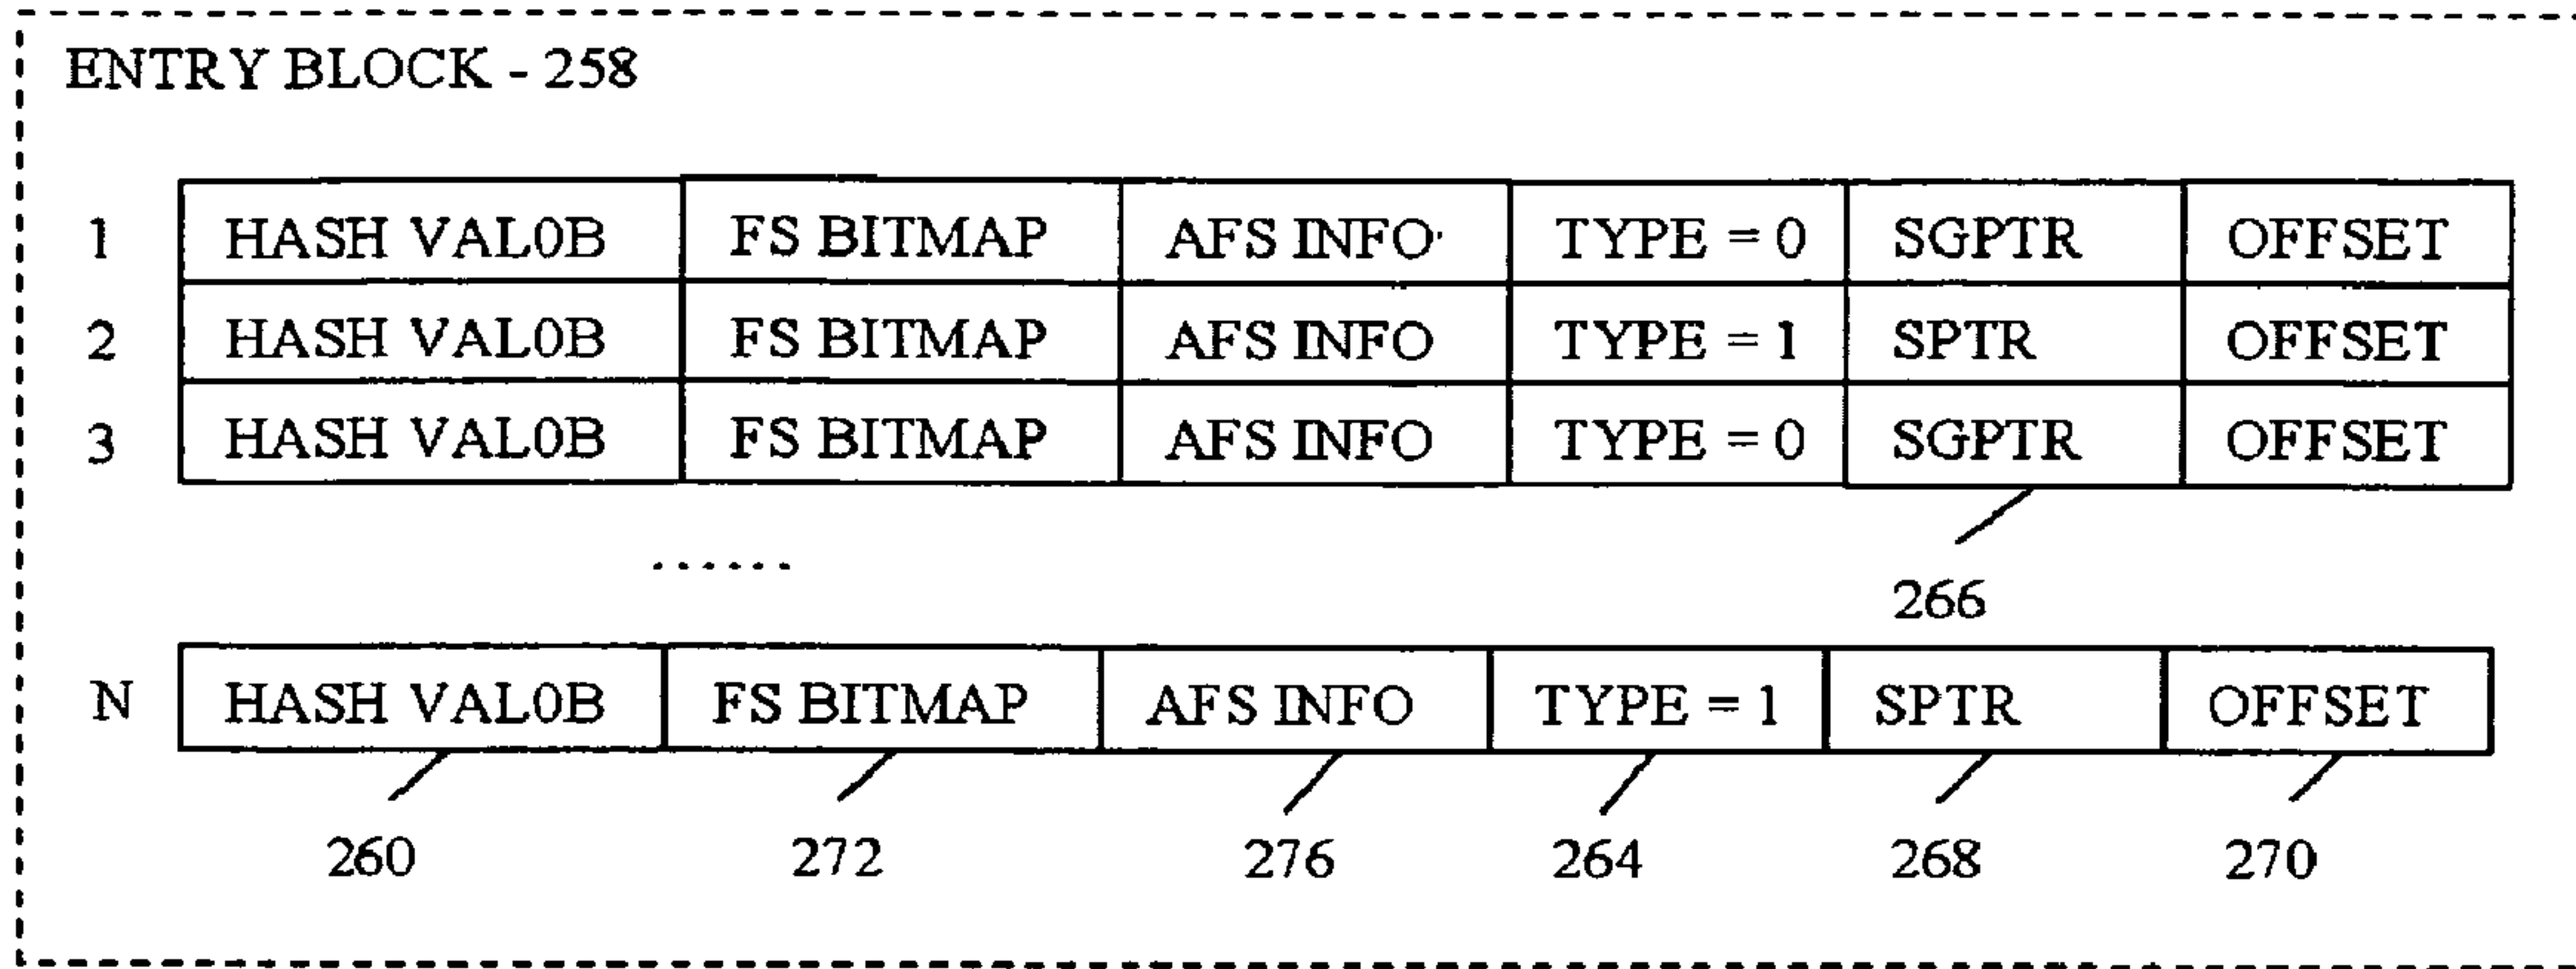 ENTRY BLOCK - 258
1 HASH VAL0B FS BITMAP AFS INFO TYPE = 0 SGPTR OFFSET
2 HASH VAL0B FS BITMAP AFS INFO TYPE = 1 SPTR OFFSET
3 HASH VAL0B FS BITMAP AFS INFO TYPE = 0 SGPTR OFFSET
......
266
N HASH VAL0B FS BITMAP AFS INFO TYPE = 1 SPTR OFFSET
260 272 276 264 268 270